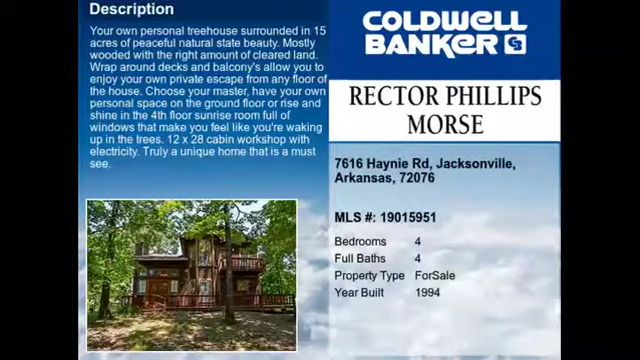 Description
Your own personal treehouse surrounded in 15
acres of peaceful natural state beauty. Mostly
wooded with the right amount of cleared land.
Wrap around decks and balcony's allow you to
enjoy your own private escape from any floor of
the house. Choose your master, have your own
personal space on the ground floor or rise and
shine in the 4th floor sunrise room full of
windows that make you feel like you're waking
up in the trees. 12 x 28 cabin workshop with
electricity. Truly a unique home that is a must
see.
COLDWELL
BANKER CB
RECTOR PHILLIPS
MORSE
7616 Haynie Rd, Jacksonville,
Arkansas, 72076
MLS #: 19015951
Bedrooms 4
Full Baths 4
Property Type ForSale
Year Built 1994